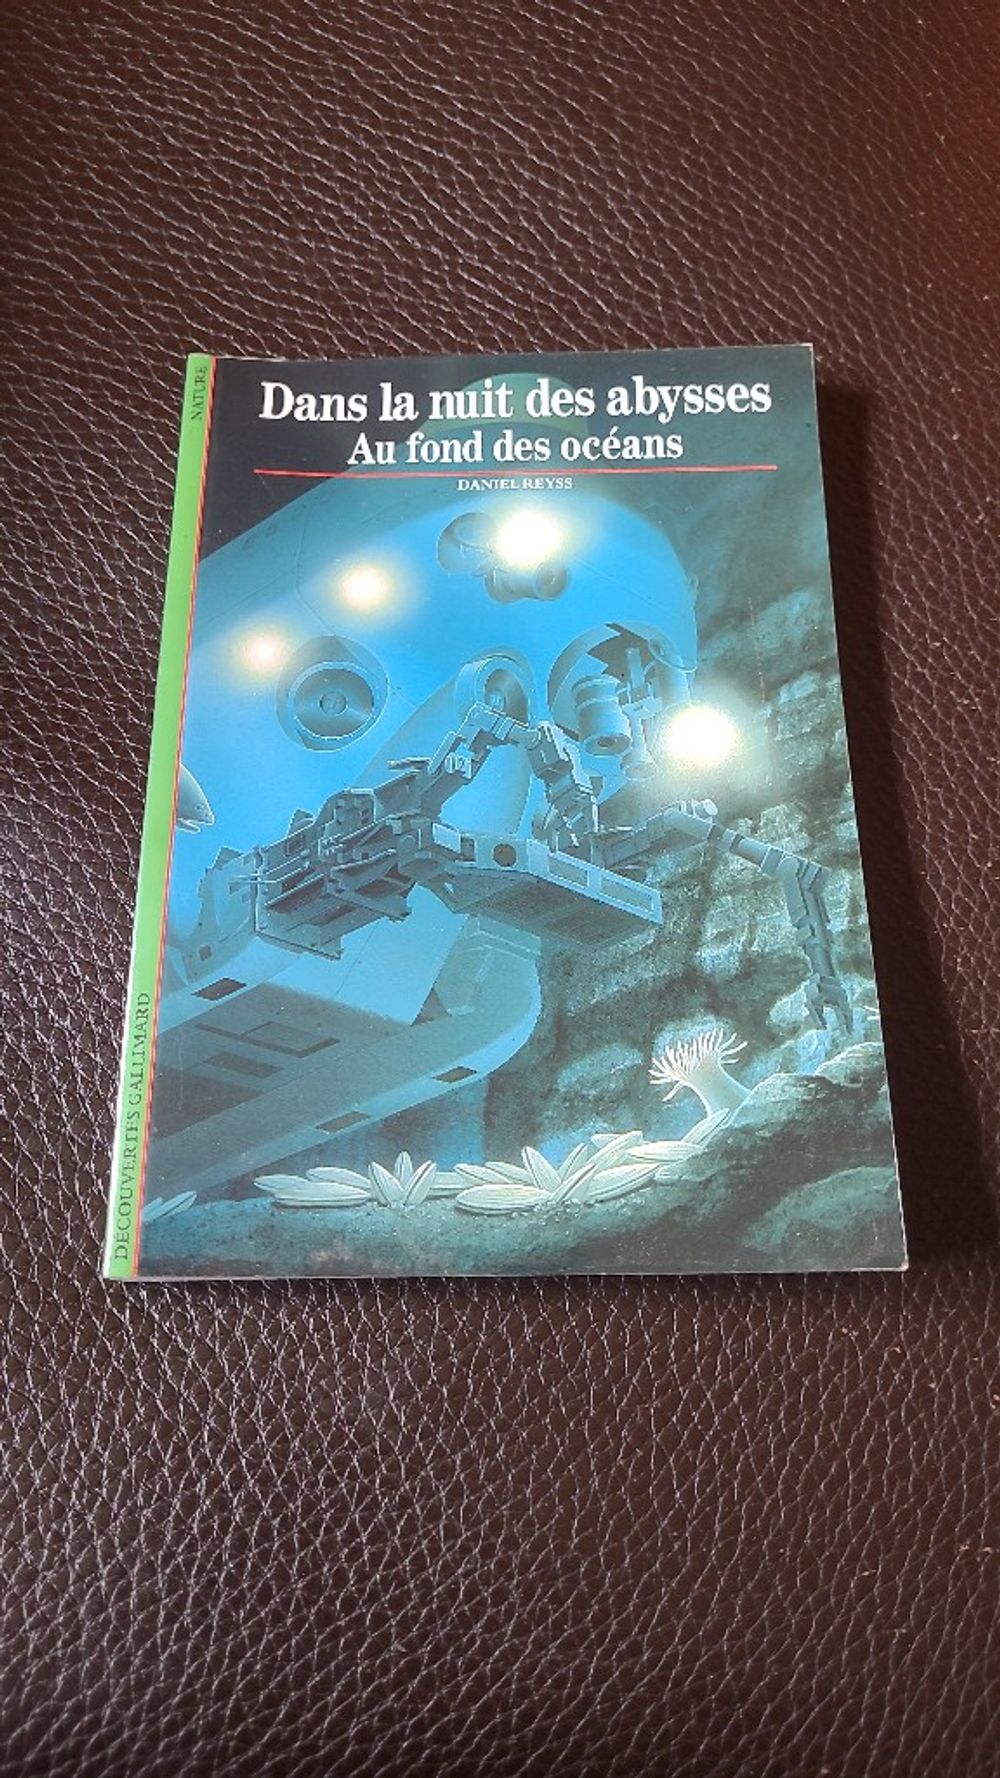 Dans la nuit des abysses
Au fond des océans
DANIEL REYSS
NATURE
DÉCOUVERTES GALLIMARD